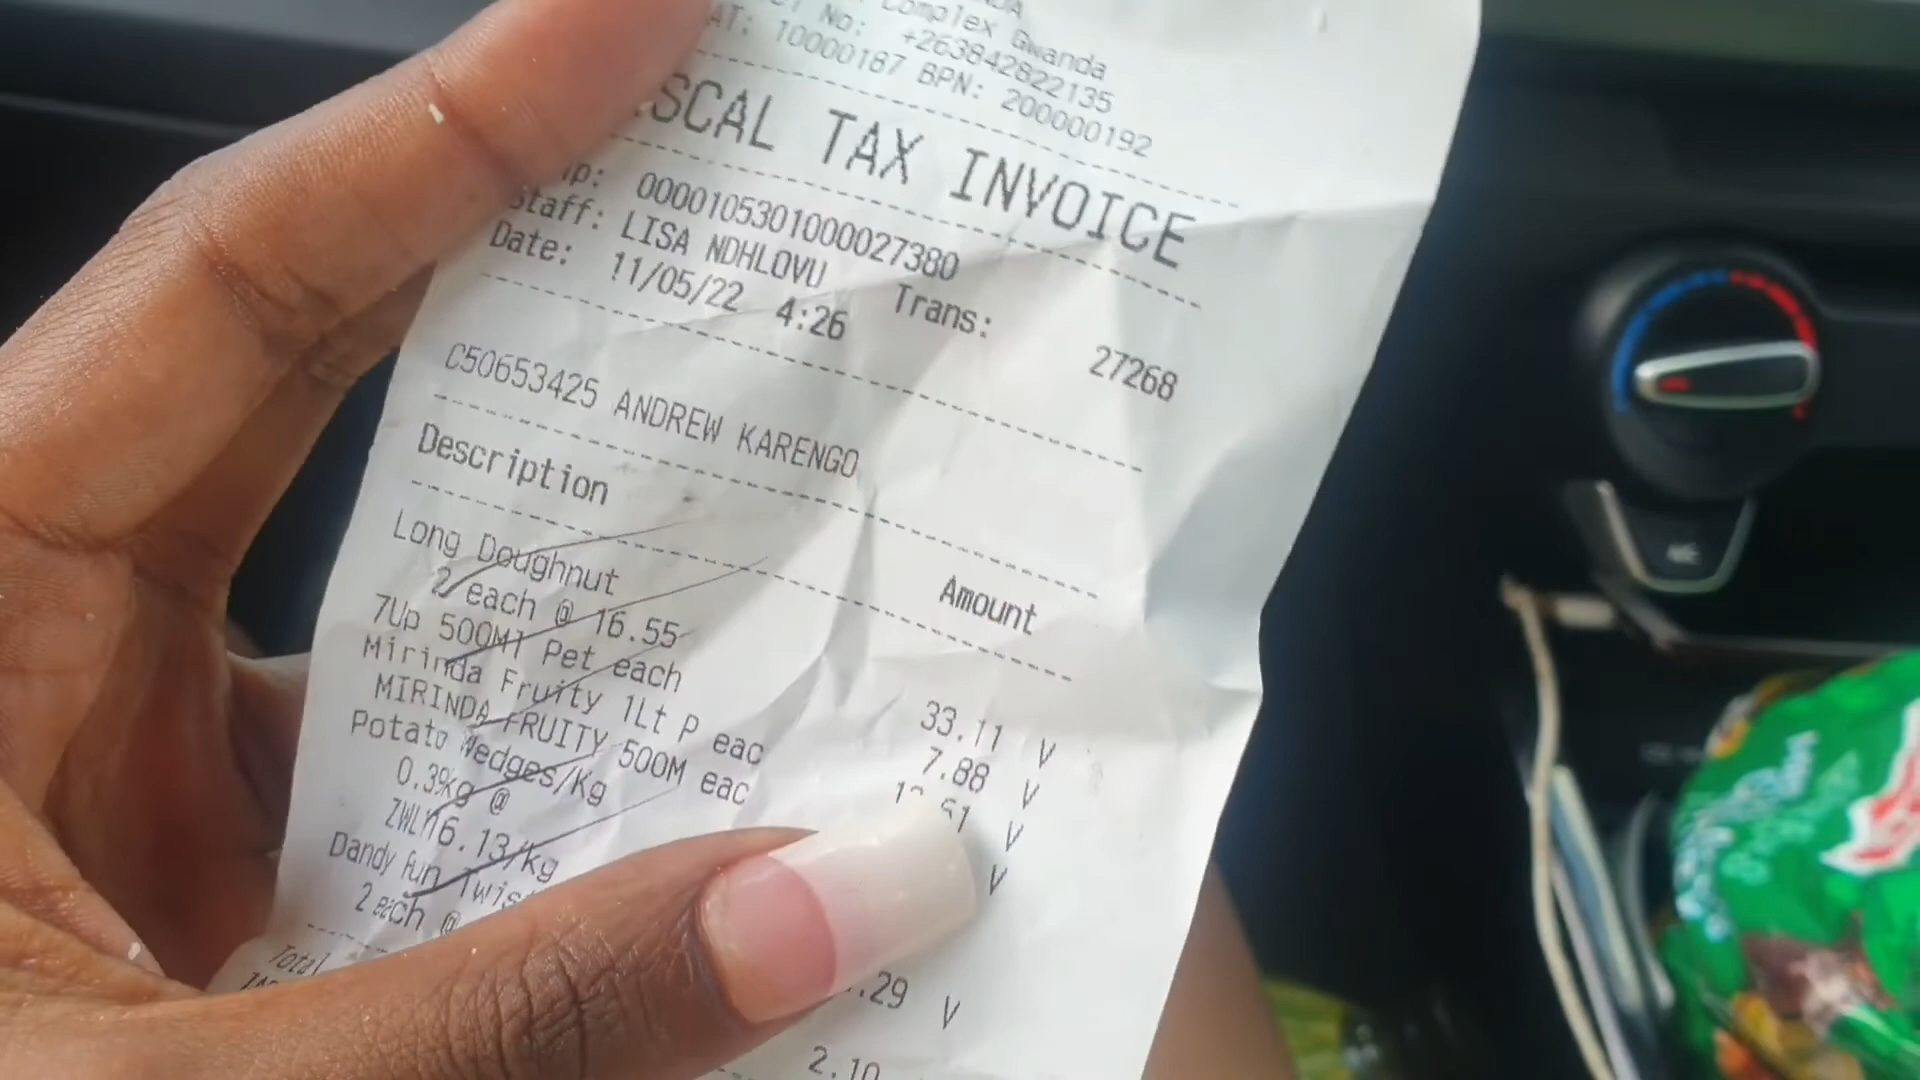 Complex Gwanda
No: +263842822135
AT: 10000187 BPN: 200000192
SCAL TAX INVOICE
ip: 0000105301000027380
Staff: LISA NDHLOVU Trans: 27268
Date: 11/05/22 4:26
C50653425 ANDREW KARENGO
Description Amount
Long Doughnut
2 each @ 16.55 33.11 V
7Up 500Ml Pet each 7.88 V
Mirinda Fruity 1Lt P eac V
MIRINDA FRUITY 500M eac V
Potato Wedges/Kg
0.39kg @
ZWL116.13/kg .29 V
Dandy fun Twis
2 each @ 2.10
Total